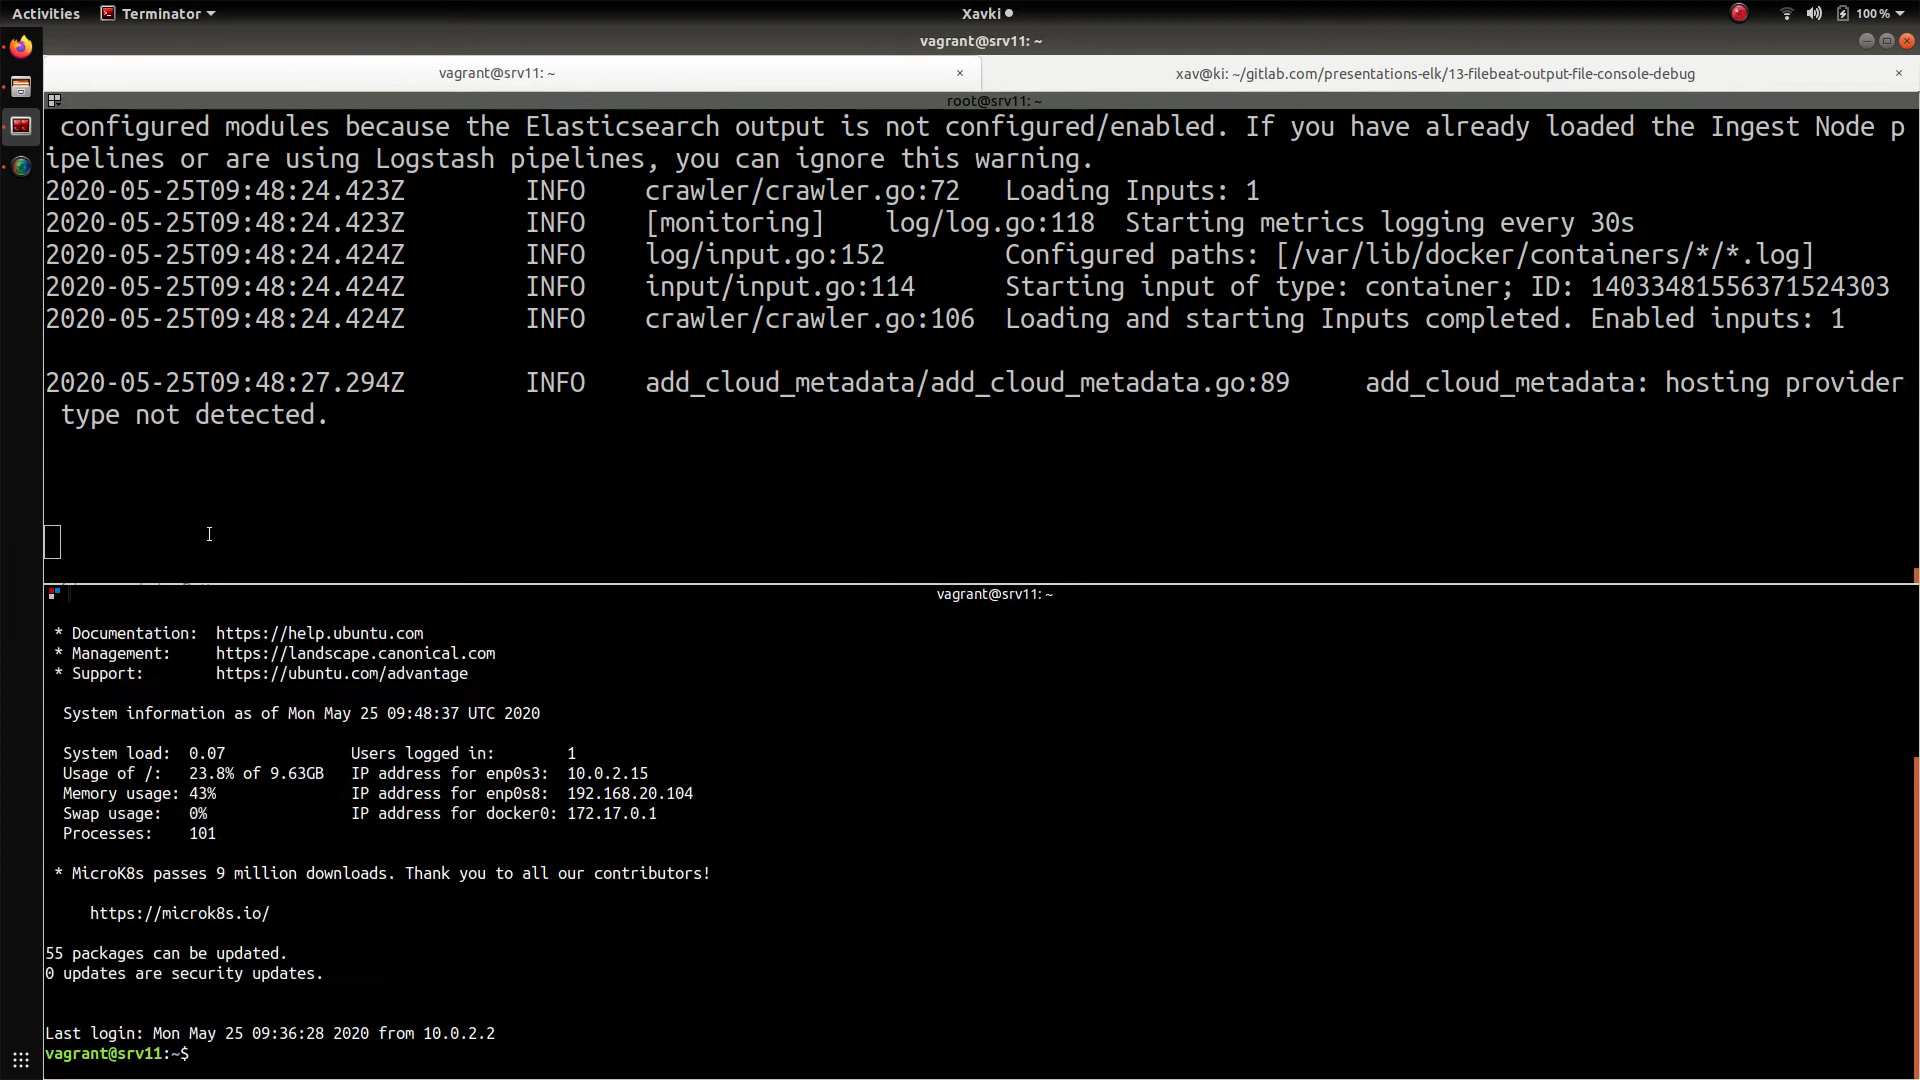 Activities Terminator Xavki 100 %
vagrant@srv11: ~
vagrant@srv11: ~ × xav@ki: ~/gitlab.com/presentations-elk/13-filebeat-output-file-console-debug ×
root@srv11: ~
configured modules because the Elasticsearch output is not configured/enabled. If you have already loaded the Ingest Node p
ipelines or are using Logstash pipelines, you can ignore this warning.
2020-05-25T09:48:24.423Z INFO crawler/crawler.go:72 Loading Inputs: 1
2020-05-25T09:48:24.423Z INFO [monitoring] log/log.go:118 Starting metrics logging every 30s
2020-05-25T09:48:24.424Z INFO log/input.go:152 Configured paths: [/var/lib/docker/containers/*/*.log]
2020-05-25T09:48:24.424Z INFO input/input.go:114 Starting input of type: container; ID: 14033481556371524303
2020-05-25T09:48:24.424Z INFO crawler/crawler.go:106 Loading and starting Inputs completed. Enabled inputs: 1
2020-05-25T09:48:27.294Z INFO add_cloud_metadata/add_cloud_metadata.go:89 add_cloud_metadata: hosting provider
type not detected.
vagrant@srv11: ~
* Documentation: https://help.ubuntu.com
* Management: https://landscape.canonical.com
* Support: https://ubuntu.com/advantage
System information as of Mon May 25 09:48:37 UTC 2020
System load: 0.07 Users logged in: 1
Usage of /: 23.8% of 9.63GB IP address for enp0s3: 10.0.2.15
Memory usage: 43% IP address for enp0s8: 192.168.20.104
Swap usage: 0% IP address for docker0: 172.17.0.1
Processes: 101
* MicroK8s passes 9 million downloads. Thank you to all our contributors!
https://microk8s.io/
55 packages can be updated.
0 updates are security updates.
Last login: Mon May 25 09:36:28 2020 from 10.0.2.2
vagrant@srv11:~$